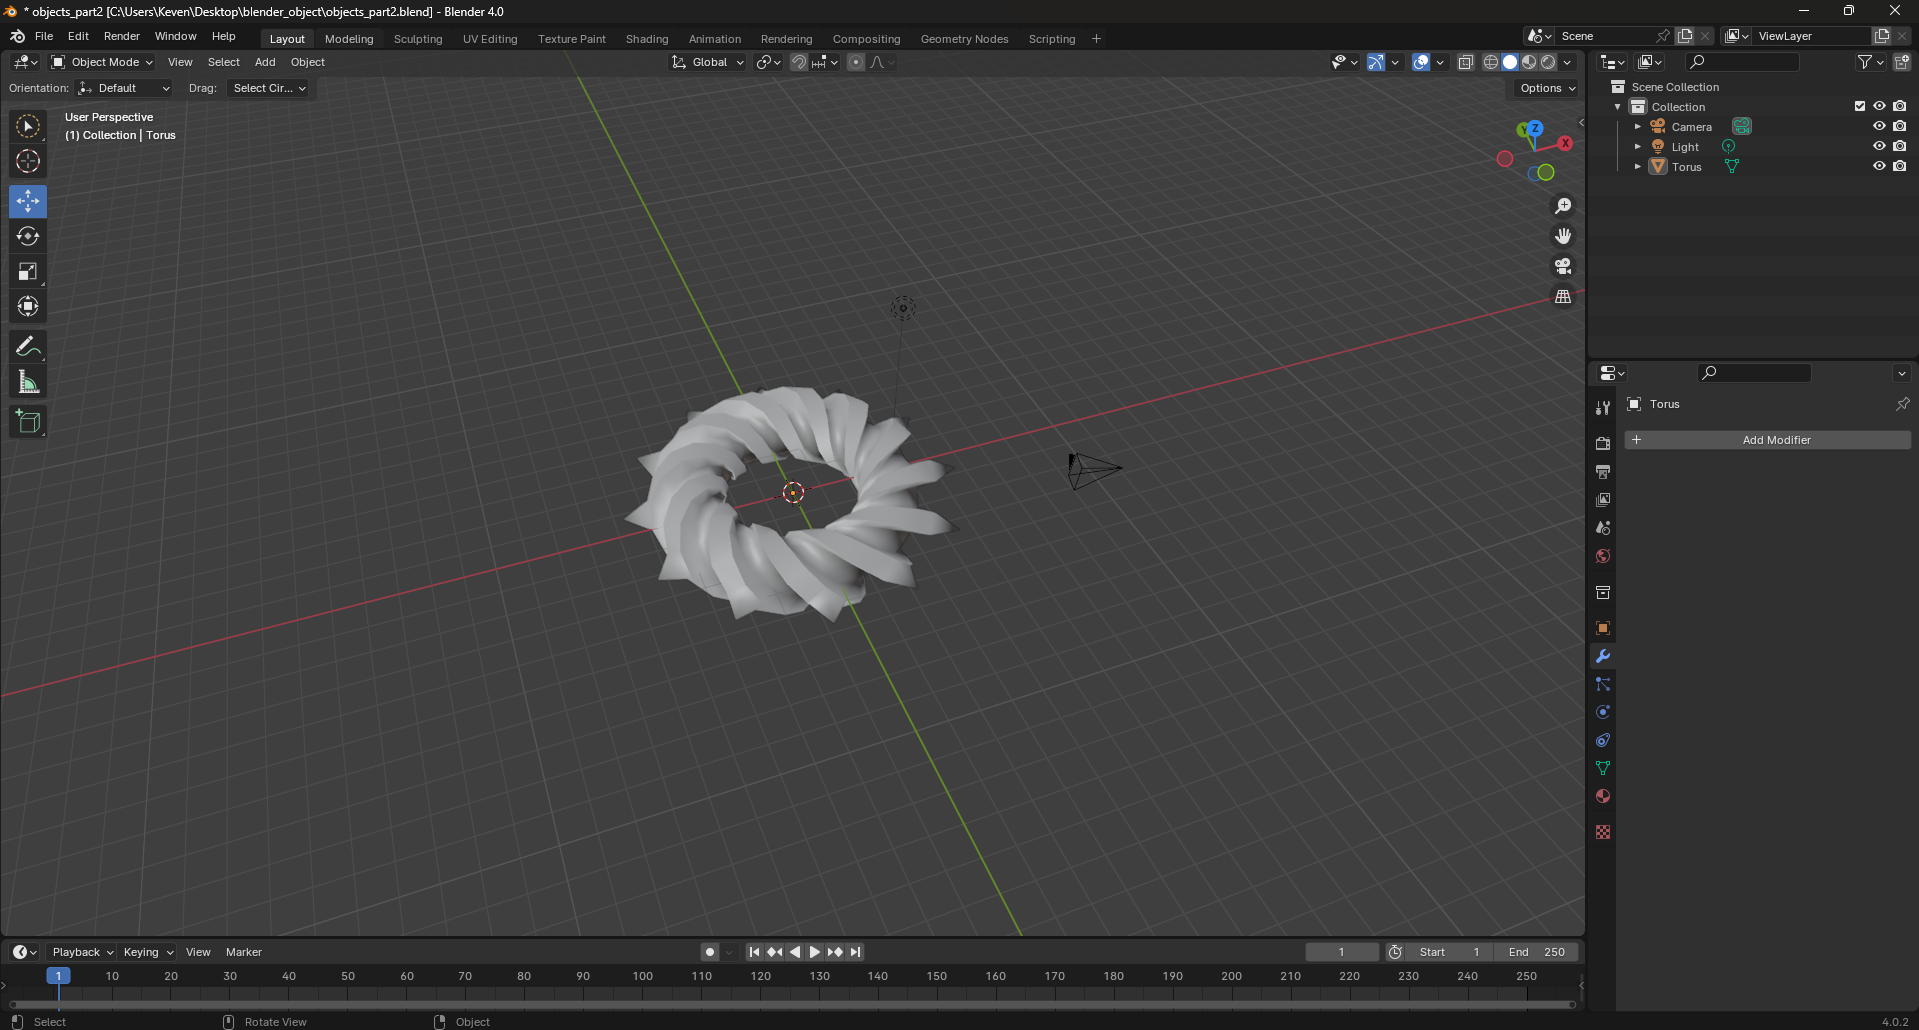 * objects_part2 [C:\Users\Keven\Desktop\blender_object\objects_part2.blend] - Blender 4.0
File Edit Render Window Help Layout Modeling Sculpting UV Editing Texture Paint Shading Animation Rendering Compositing Geometry Nodes Scripting + Scene ViewLayer
Object Mode View Select Add Object Global
Orientation: Default Drag: Select Cir... Options
User Perspective
(1) Collection | Torus
Z
Y
X
Scene Collection
Collection
Camera
Light
Torus
Torus
+ Add Modifier
Playback Keying View Marker 1 Start 1 End 250
1 10 20 30 40 50 60 70 80 90 100 110 120 130 140 150 160 170 180 190 200 210 220 230 240 250
Select Rotate View Object 4.0.2